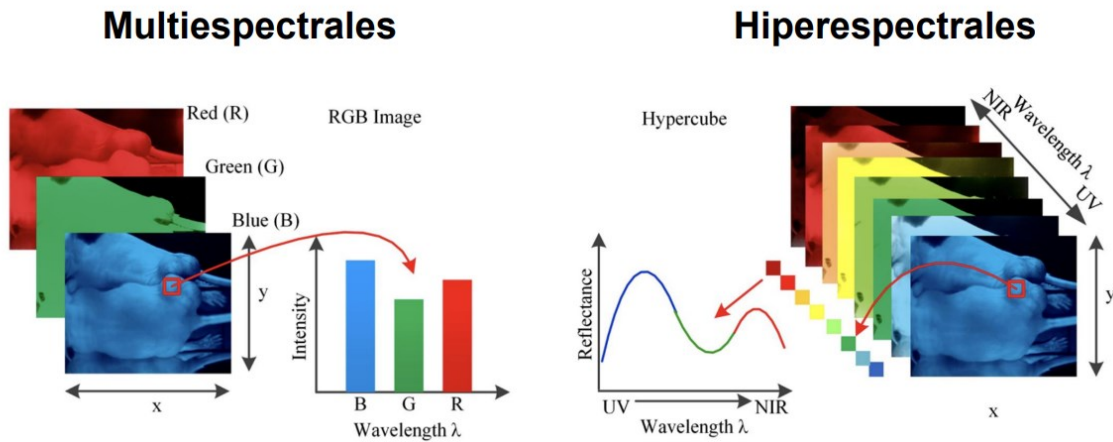 Multiespectrales
Hiperespectrales
Red (R)
RGB Image
Green (G)
Blue (B)
y
x
Intensity
B G R
Wavelength λ
Hypercube
NIR
Wavelength λ
UV
Reflectance
UV NIR
Wavelength λ
y
x